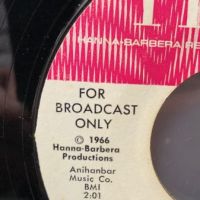 HANNA-BARBERA RE
FOR
BROADCAST
ONLY
© 1966
Hanna-Barbera
Productions
Anihanbar
Music Co.
BMI
2:01